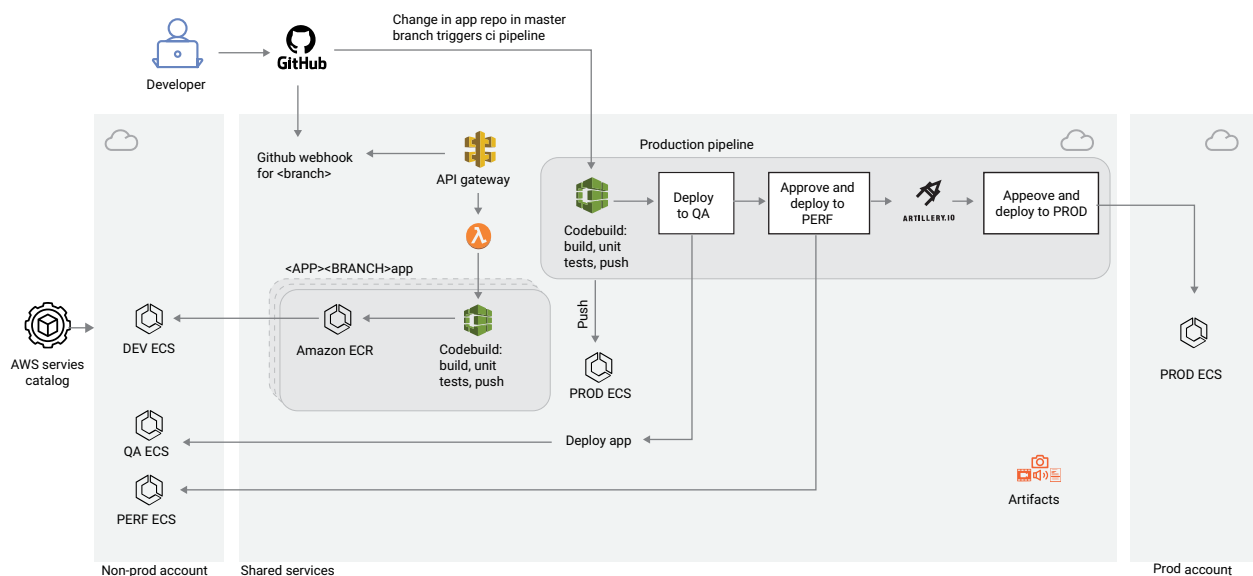 Change in app repo in master
branch triggers ci pipeline
GitHub
Developer
Production pipeline
Github webhook
for <branch>
API gateway
Deploy
to QA
Approve and
deploy to
PERF
ARTILLERY.IO
Appeove and
deploy to PROD
Codebuild:
build, unit
tests, push
<APP><BRANCH>app
Push
DEV ECS
Amazon ECR
Codebuild:
build, unit
tests, push
AWS servies
catalog
PROD ECS
PROD ECS
QA ECS
Deploy app
PERF ECS
Artifacts
Non-prod account
Shared services
Prod account